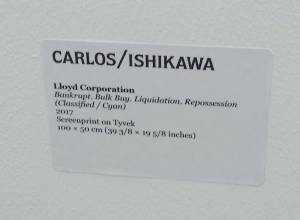 CARLOS/ISHIKAWA
Lloyd Corporation
Bankrupt. Bulk Buy. Liquidation. Repossession
(Classified / Cyan)
2017
Screenprint on Tyvek
100 × 50 cm (39 3/8 × 19 5/8 inches)